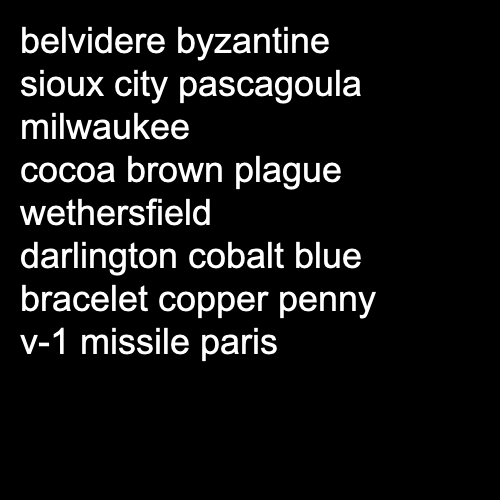 belvidere byzantine
sioux city pascagoula
milwaukee
cocoa brown plague
wethersfield
darlington cobalt blue
bracelet copper penny
v-1 missile paris